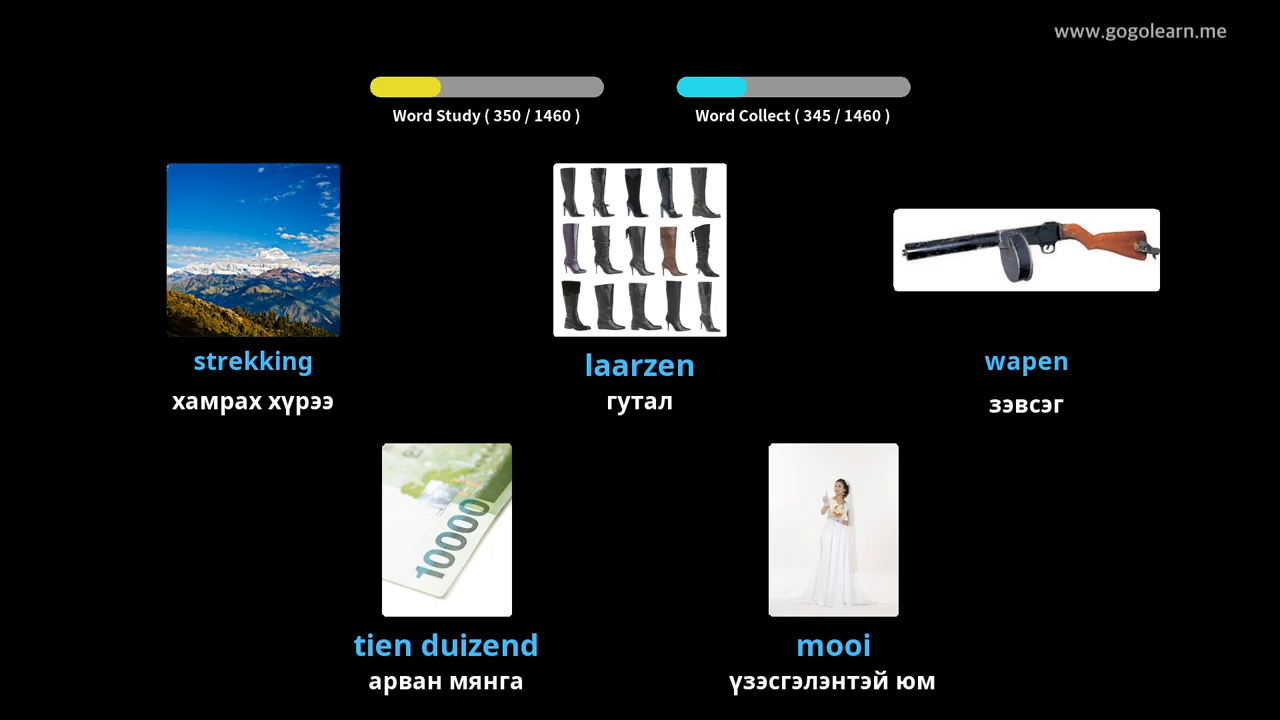 www.gogolearn.me
Word Study ( 350 / 1460 )
Word Collect ( 345 / 1460 )
strekking
хамрах хүрээ
laarzen
гутал
wapen
зэвсэг
10000
tien duizend
арван мянга
mooi
үзэсгэлэнтэй юм